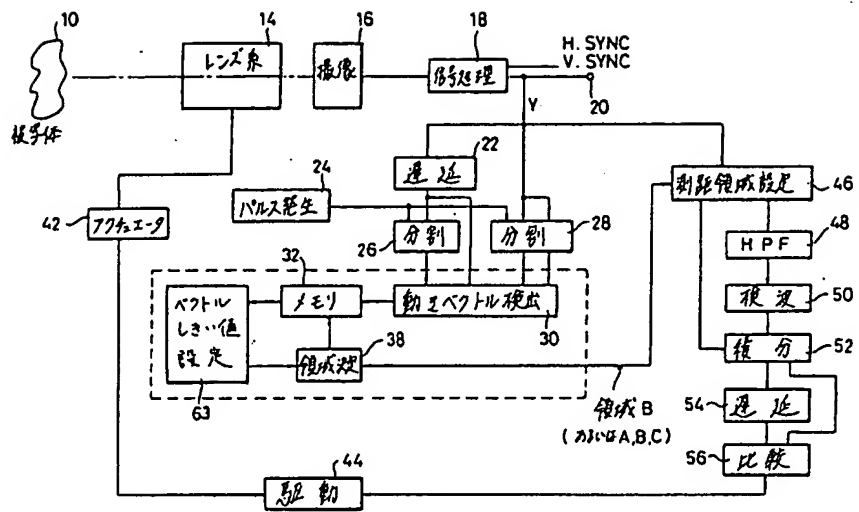 10
14
16
18
レンズ系
撮像
信号処理
H. SYNC
V. SYNC
20
被写体
Y
22
遅延
24
パルス発生
測距領域設定
46
42
アクチュエータ
26
分割
分割
28
HPF
48
32
ベクトル
しきい値
設定
メモリ
動きベクトル検出
30
検波
50
38
領域決定
積分
52
63
領域B
(あるいはA,B,C)
54
遅延
56
比較
44
駆動